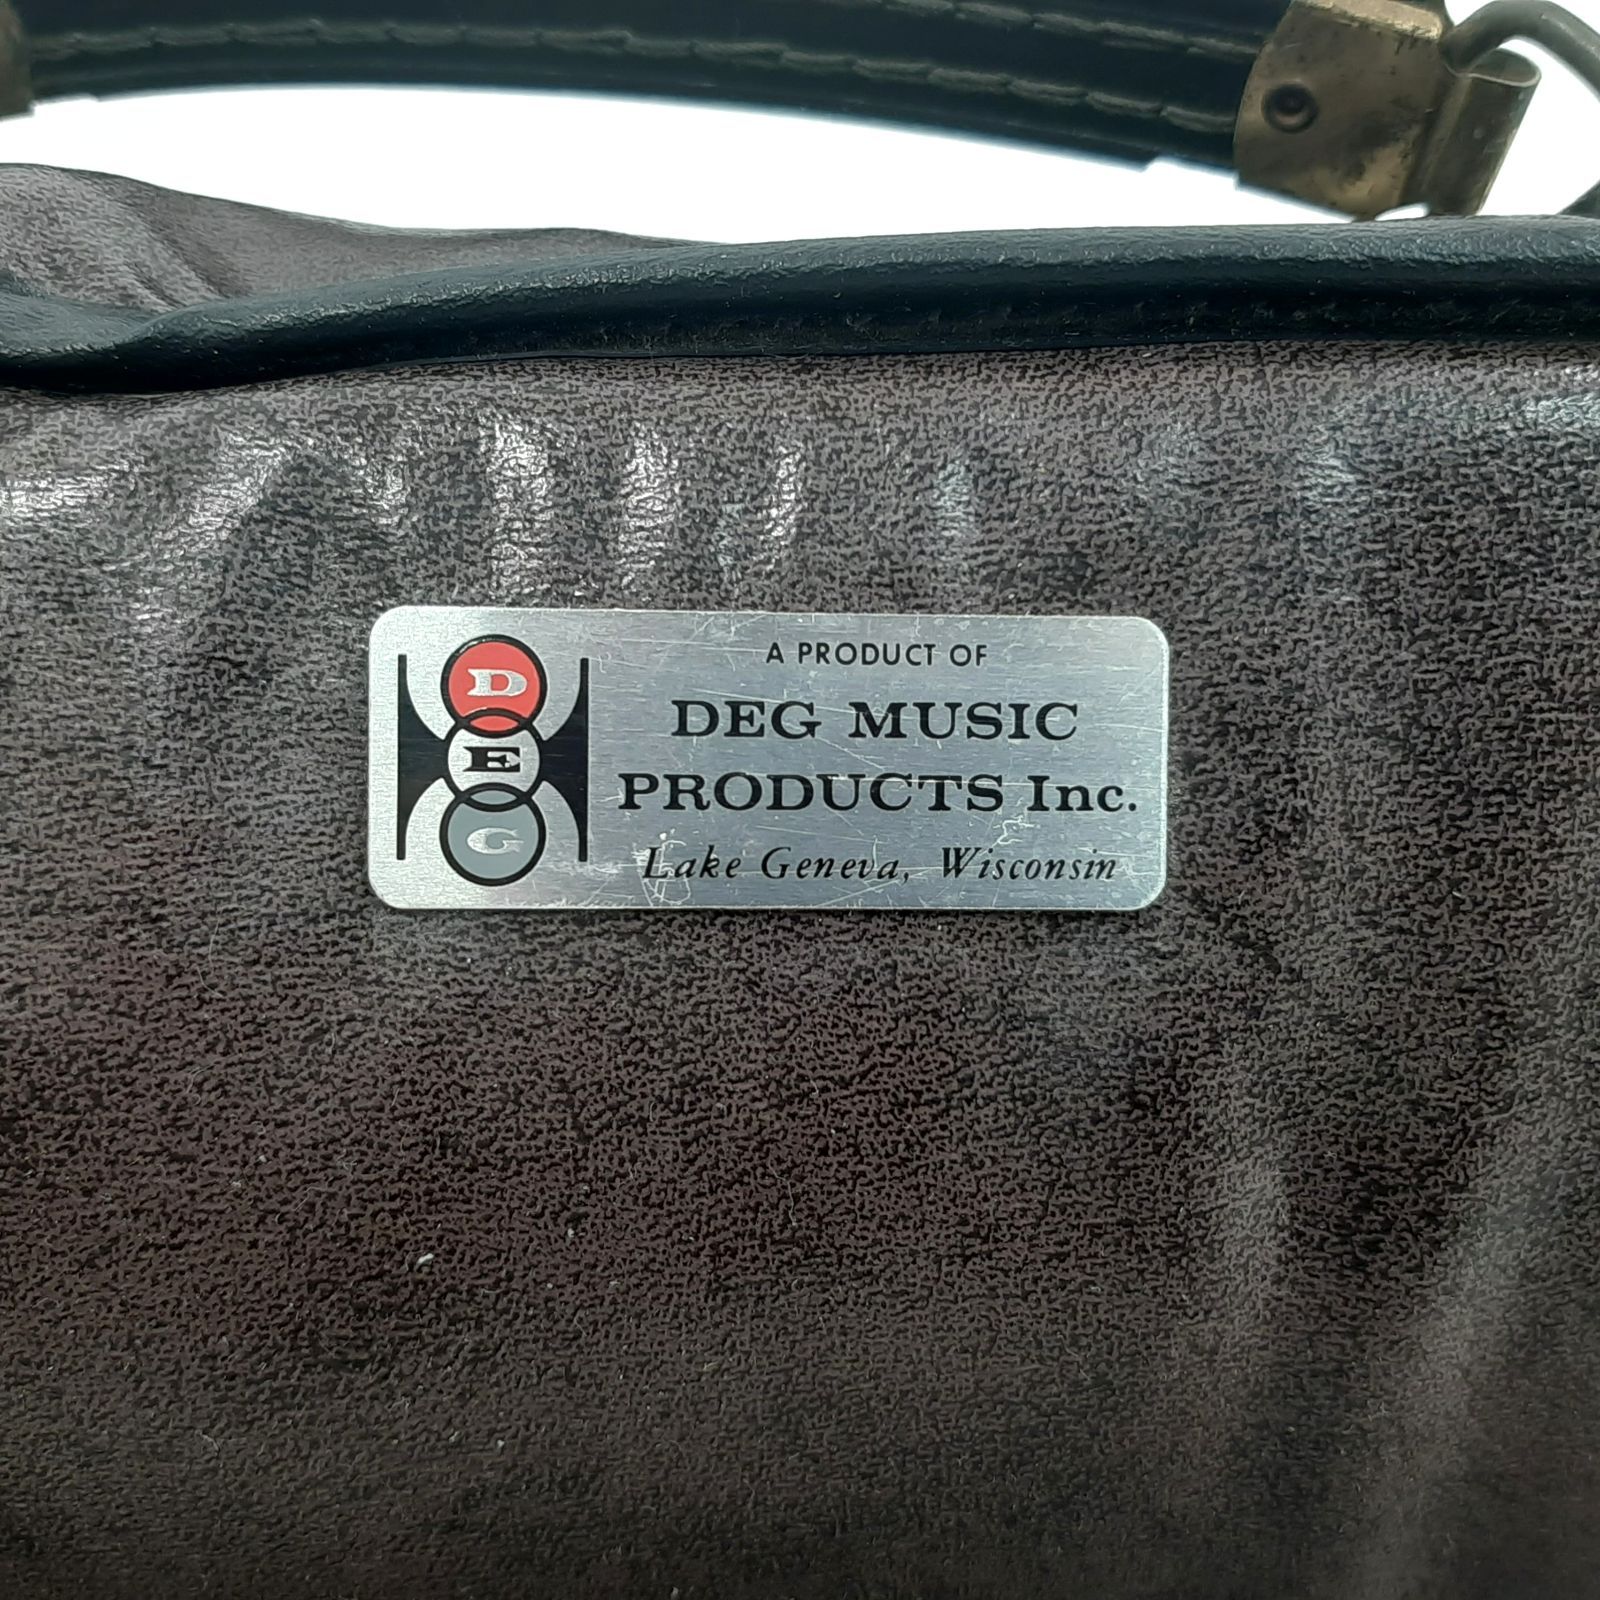 D
E
G
A PRODUCT OF
DEG MUSIC
PRODUCTS Inc.
Lake Geneva, Wisconsin